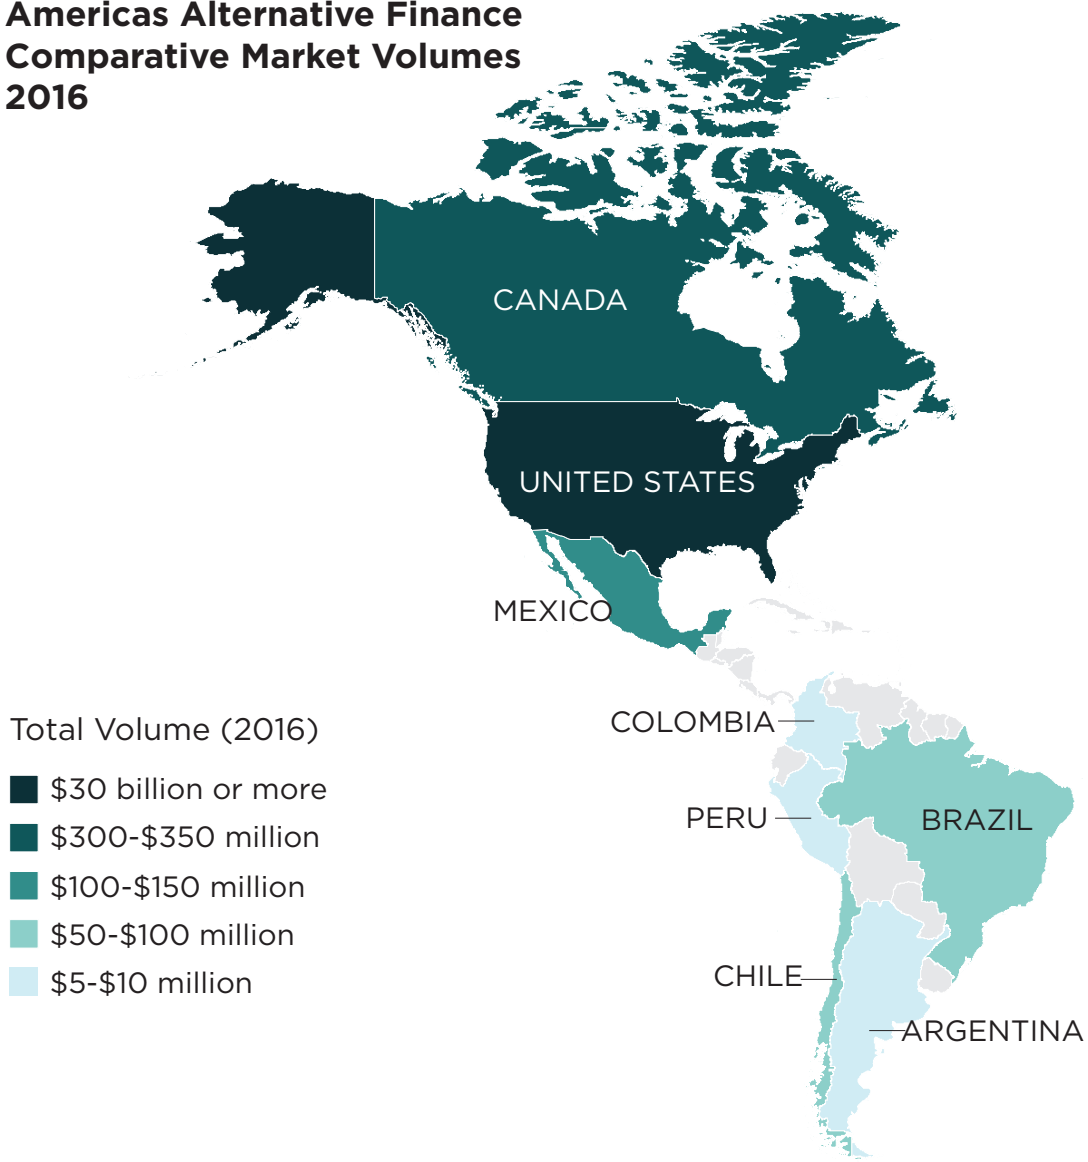 Americas Alternative Finance
Comparative Market Volumes
2016
CANADA
UNITED STATES
MEXICO
COLOMBIA
PERU
BRAZIL
CHILE
ARGENTINA
Total Volume (2016)
$30 billion or more
$300-$350 million
$100-$150 million
$50-$100 million
$5-$10 million